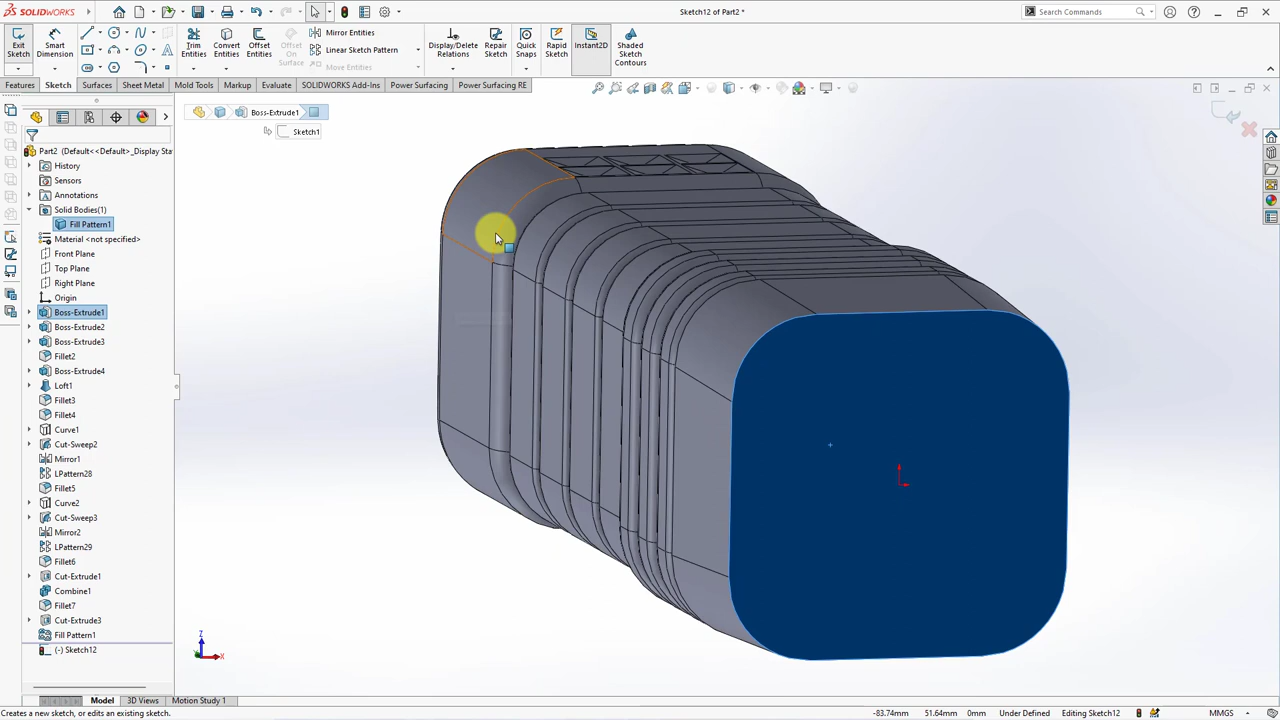 SOLIDWORKS
Sketch12 of Part2 *
Search Commands
Exit Sketch
Smart Dimension
Trim Entities
Convert Entities
Offset Entities
Offset On Surface
Mirror Entities
Linear Sketch Pattern
Move Entities
Display/Delete Relations
Repair Sketch
Quick Snaps
Rapid Sketch
Instant2D
Shaded Sketch Contours
Features Sketch Surfaces Sheet Metal Mold Tools Markup Evaluate SOLIDWORKS Add-Ins Power Surfacing Power Surfacing RE
Boss-Extrude1
Sketch1
Part2 (Default<<Default>_Display Sta
History
Sensors
Annotations
Solid Bodies(1)
Fill Pattern1
Material <not specified>
Front Plane
Top Plane
Right Plane
Origin
Boss-Extrude1
Boss-Extrude2
Boss-Extrude3
Fillet2
Boss-Extrude4
Loft1
Fillet3
Fillet4
Curve1
Cut-Sweep2
Mirror1
LPattern28
Fillet5
Curve2
Cut-Sweep3
Mirror2
LPattern29
Fillet6
Cut-Extrude1
Combine1
Fillet7
Cut-Extrude3
Fill Pattern1
(-) Sketch12
Z
X
Model 3D Views Motion Study 1
Creates a new sketch, or edits an existing sketch.
-83.74mm 51.64mm 0mm Under Defined Editing Sketch12 MMGS